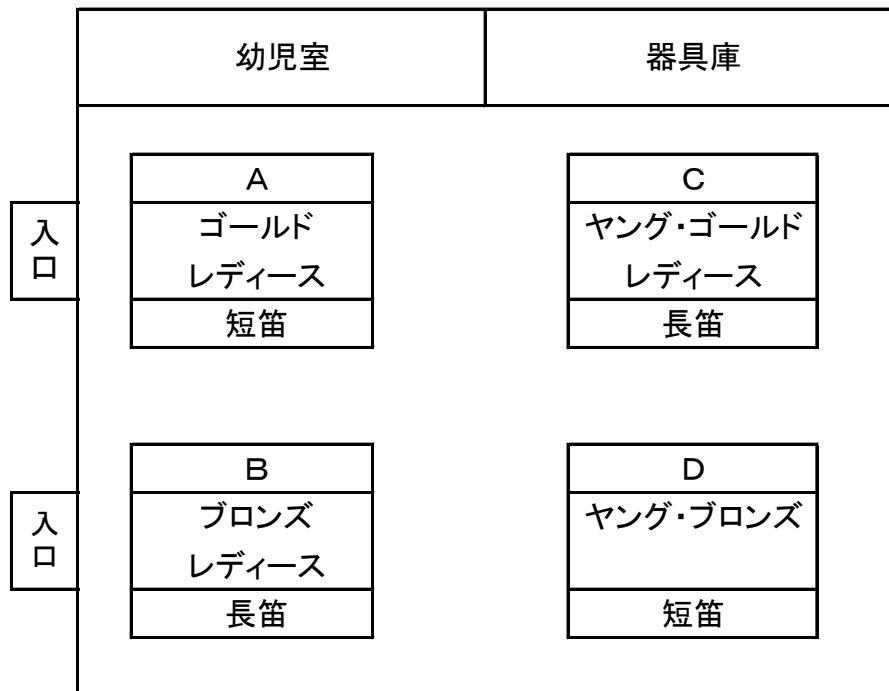 幼児室
器具庫
A
ゴールド
レディース
短笛
C
ヤング・ゴールド
レディース
長笛
入
口
B
ブロンズ
レディース
長笛
D
ヤング・ブロンズ
短笛
入
口